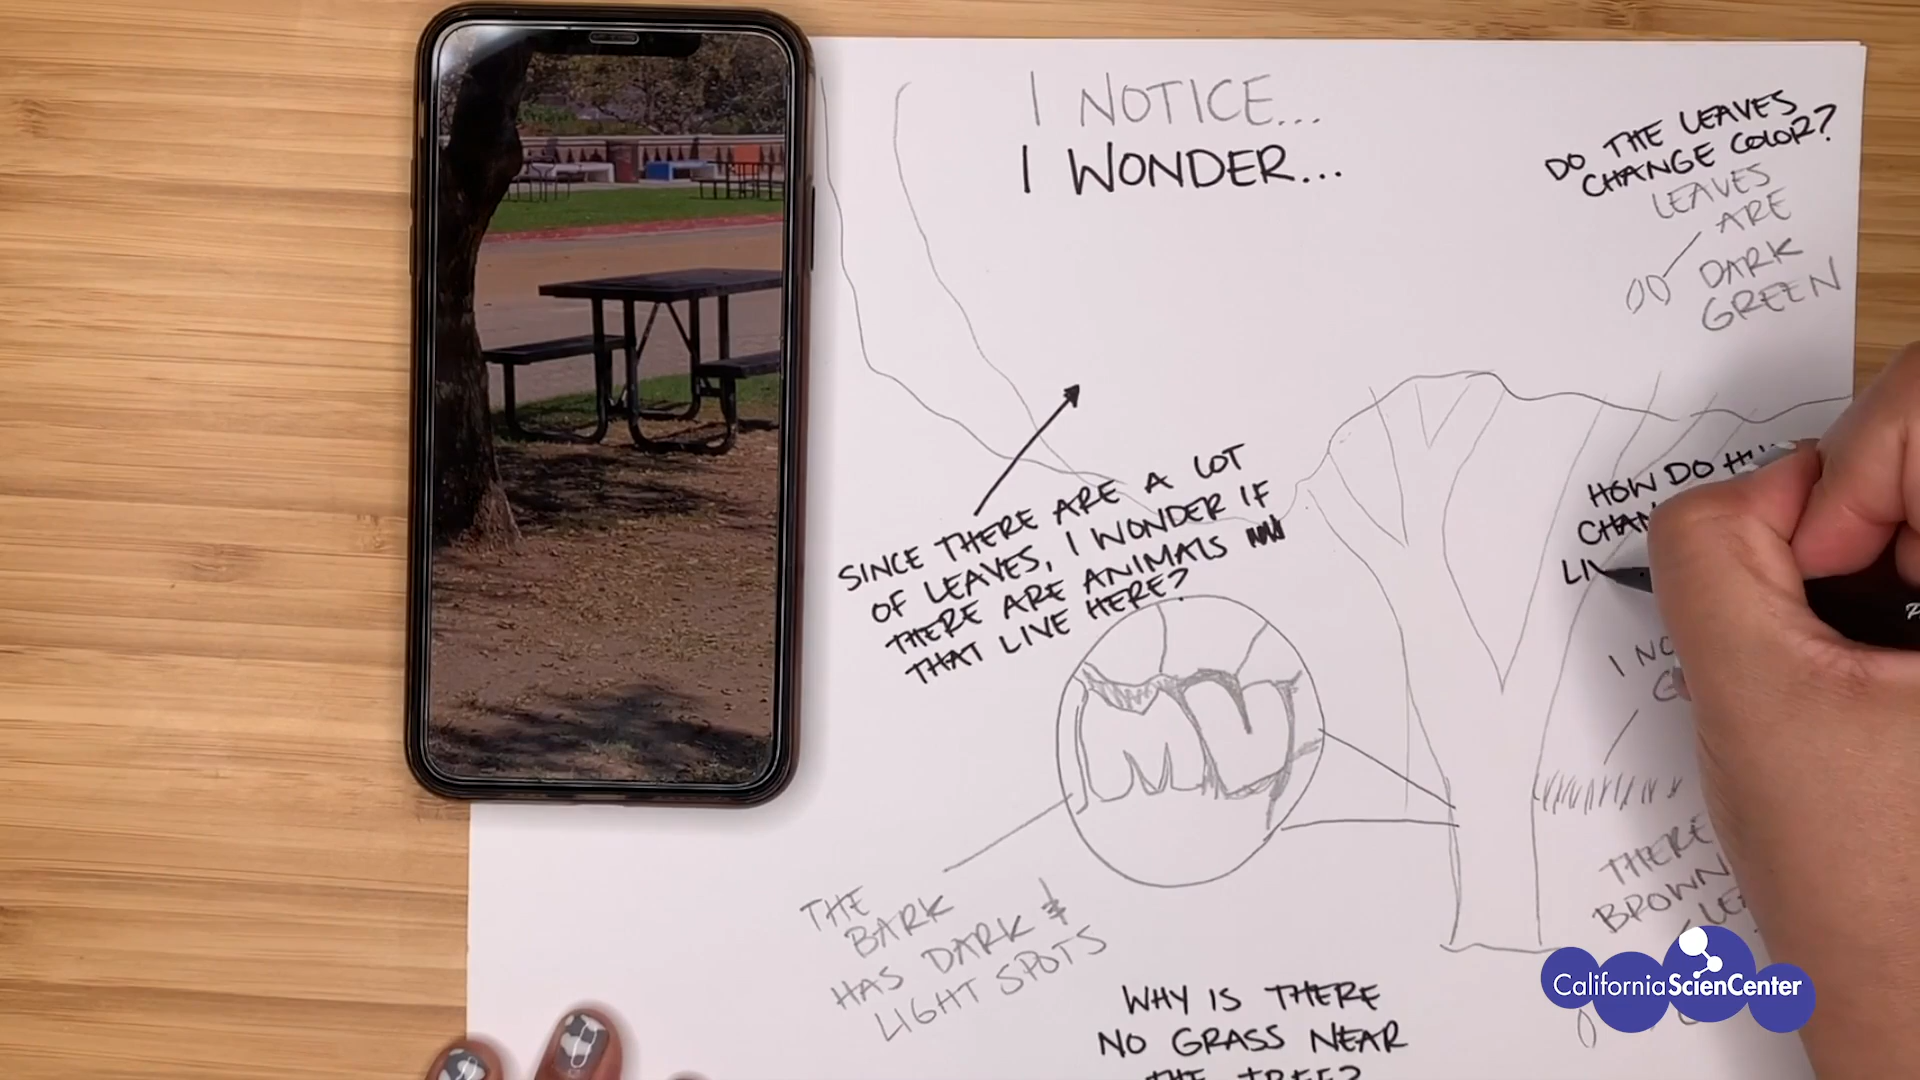 I NOTICE...
I WONDER...
DO THE LEAVES
CHANGE COLOR?
LEAVES
ARE
DARK
GREEN
SINCE THERE ARE A LOT
OF LEAVES, I WONDER IF
THERE ARE ANIMALS
THAT LIVE HERE?
HOW DO
I
THERE
BROWN
THE
BARK
HAS DARK &
LIGHT SPOTS
WHY IS THERE
NO GRASS NEAR
THE TREE?
California ScienCenter